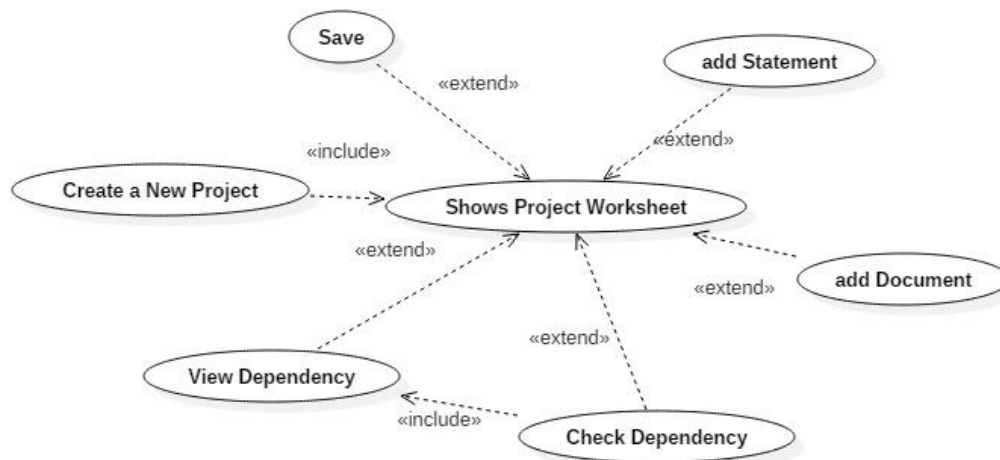 Save
add Statement
«extend»
«extend»
«include»
Create a New Project
Shows Project Worksheet
«extend»
add Document
«extend»
«extend»
View Dependency
«include»
Check Dependency